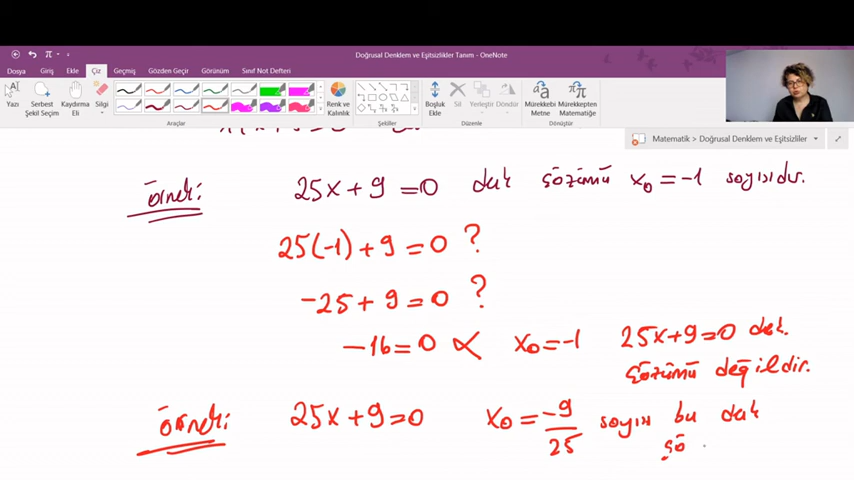 Doğrusal Denklem ve Eşitsizlikler Tanım - OneNote
Dosya Giriş Ekle Çiz Geçmiş Gözden Geçir Görünüm Sınıf Not Defteri
Yazı Serbest Şekil Seçim Kaydırma Eli Silgi Renk ve Kalınlık Boşluk Ekle Sil Yerleştir Döndür Mürekkebi Metne Mürekkepten Matematiğe
Araçlar Şekiller Düzenle Dönüştür
Matematik > Doğrusal Denklem ve Eşitsizlikler
örnek: 25x + 9 = 0 denk çözümü x₀ = -1 sayısıdır.
25(-1) + 9 = 0 ?
-25 + 9 = 0 ?
-16 = 0 x₀ = -1 25x + 9 = 0 denk.
çözümü değildir.
örnek: 25x + 9 = 0 x₀ = -9/25 sayısı bu denk
çö